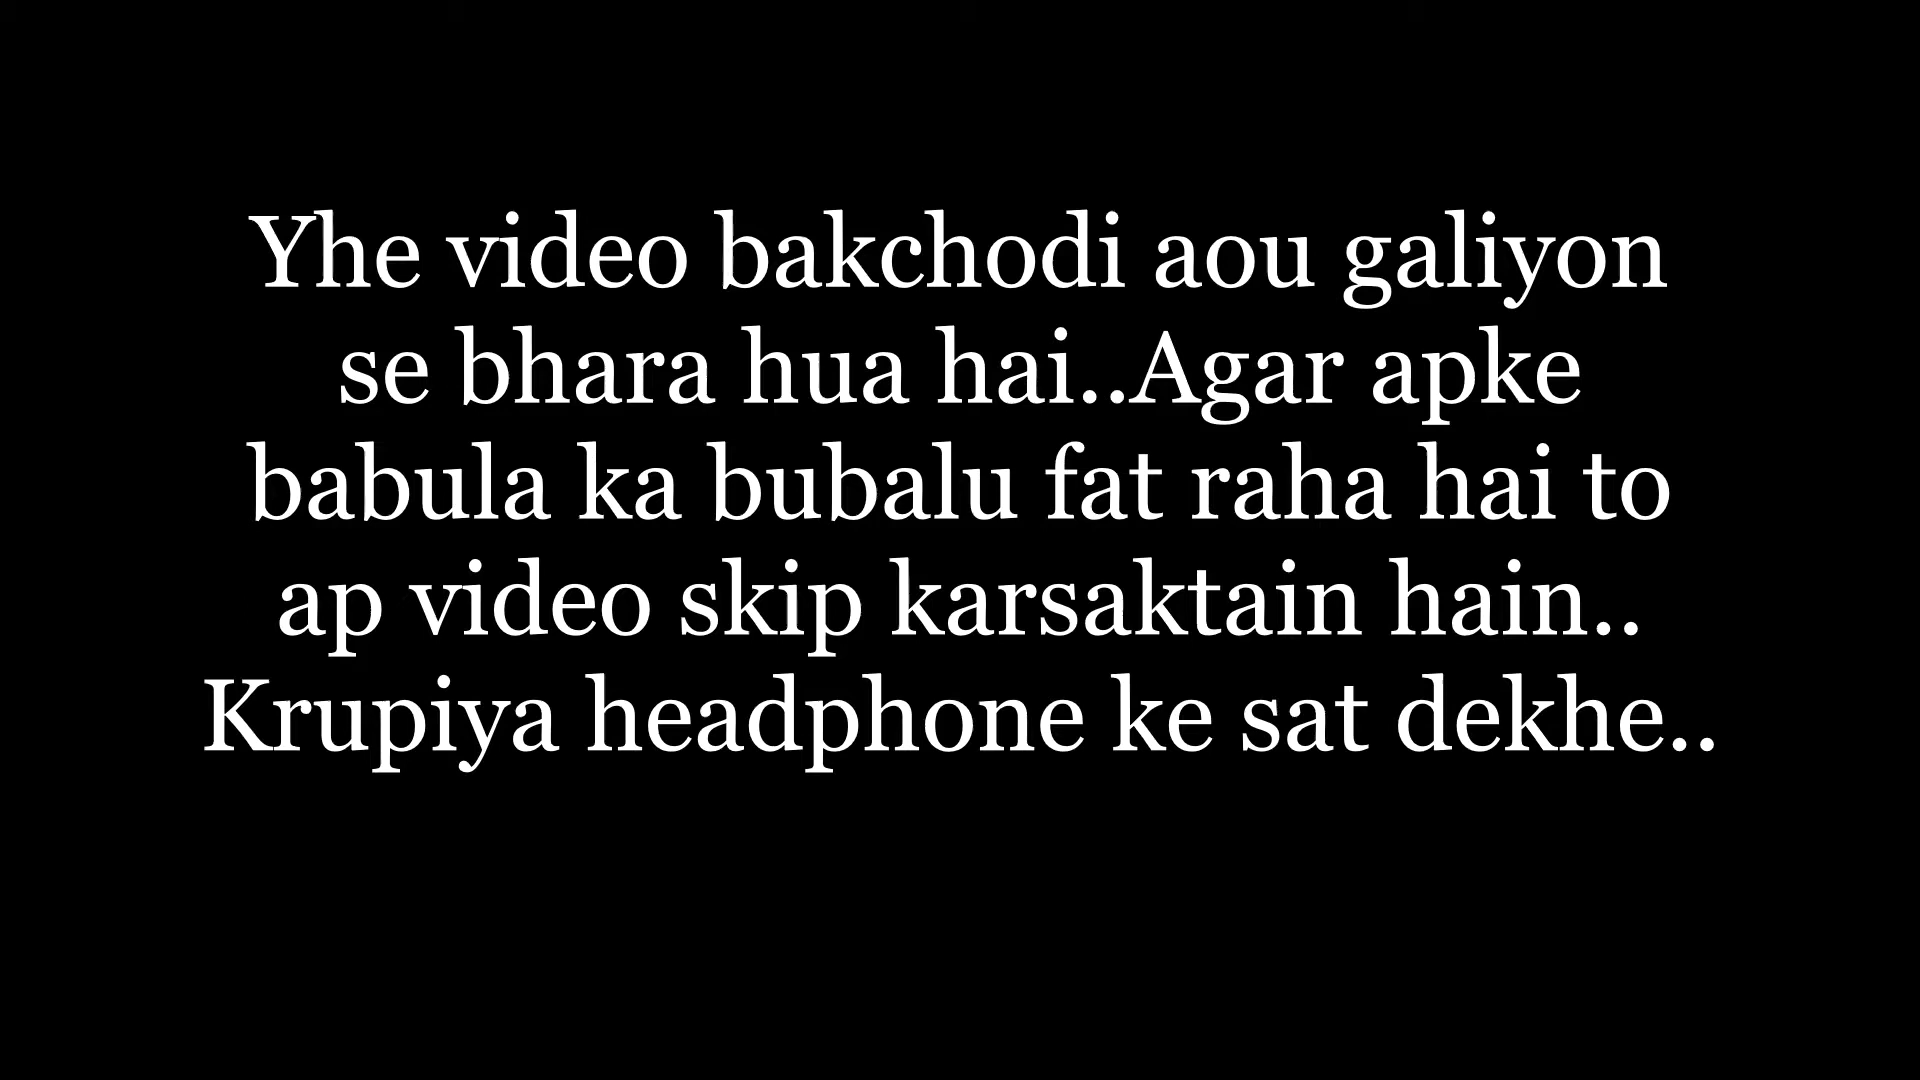 Yhe video bakchodi aou galiyon
se bhara hua hai..Agar apke
babula ka bubalu fat raha hai to
ap video skip karsaktain hain..
Krupiya headphone ke sat dekhe..